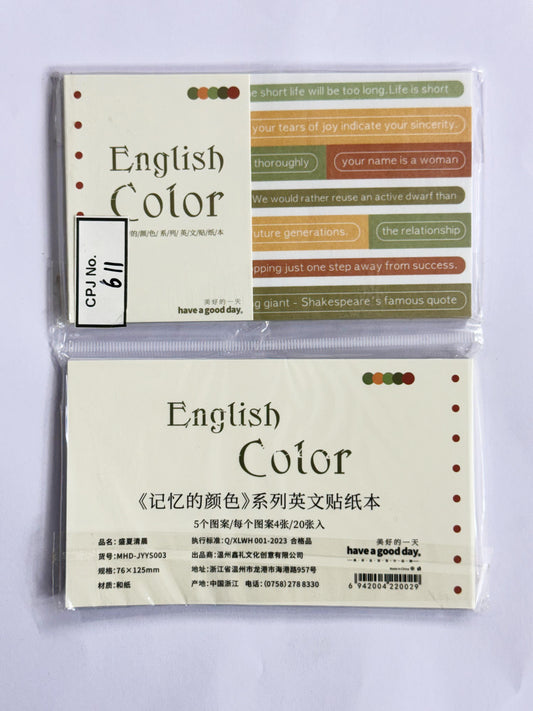 e short life will be too long. Life is short
your tears of joy indicate your sincerity.
thoroughly
your name is a woman
We would rather reuse an active dwarf than
future generations.
the relationship
pping just one step away from success.
g giant - Shakespeare's famous quote
English
Color
的/颜/色/ 系/列/ 英/文/贴/纸/本
CPJ No.
611
美好的一天
have a good day.
English
Color
《记忆的颜色》系列英文贴纸本
5个图案/每个图案4张/20张入
品名: 盛夏清晨
货号: MHD-JYYS003
规格: 76×125mm
材质: 和纸
执行标准: Q/XLWH 001-2023 合格品
出品商: 温州鑫礼文化创意有限公司
地址: 浙江省温州市龙港市海港路957号
产地: 中国浙江 电话: (0758) 278 8330
美好的一天
have a good day.
Made in China
6 942004 220029